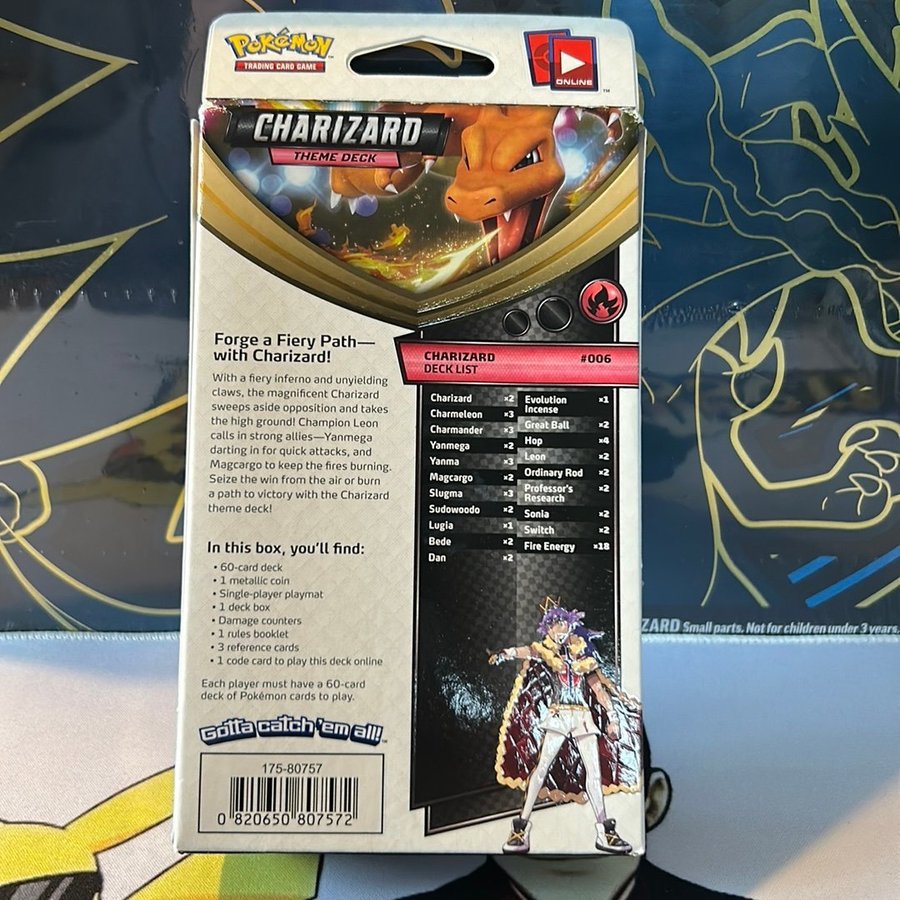 POKéMON
TRADING CARD GAME
ONLINE
TM
CHARIZARD
THEME DECK
Forge a Fiery Path—
with Charizard!
With a fiery inferno and unyielding
claws, the magnificent Charizard
sweeps aside opposition and takes
the high ground! Champion Leon
calls in strong allies—Yanmega
darting in for quick attacks, and
Magcargo to keep the fires burning.
Seize the win from the air or burn
a path to victory with the Charizard
theme deck!
In this box, you'll find:
• 60-card deck
• 1 metallic coin
• Single-player playmat
• 1 deck box
• Damage counters
• 1 rules booklet
• 3 reference cards
• 1 code card to play this deck online
Each player must have a 60-card
deck of Pokémon cards to play.
Gotta catch 'em all!
175-80757
0 820650 807572
CHARIZARD #006
DECK LIST
Charizard ×2
Charmeleon ×3
Charmander ×3
Yanmega ×2
Yanma ×3
Magcargo ×2
Slugma ×3
Sudowoodo ×2
Lugia ×1
Bede ×2
Dan ×2
Evolution ×1
Incense
Great Ball ×2
Hop ×4
Leon ×2
Ordinary Rod ×2
Professor's ×2
Research
Sonia ×2
Switch ×2
Fire Energy ×18
ZARD Small parts. Not for children under 3 years.